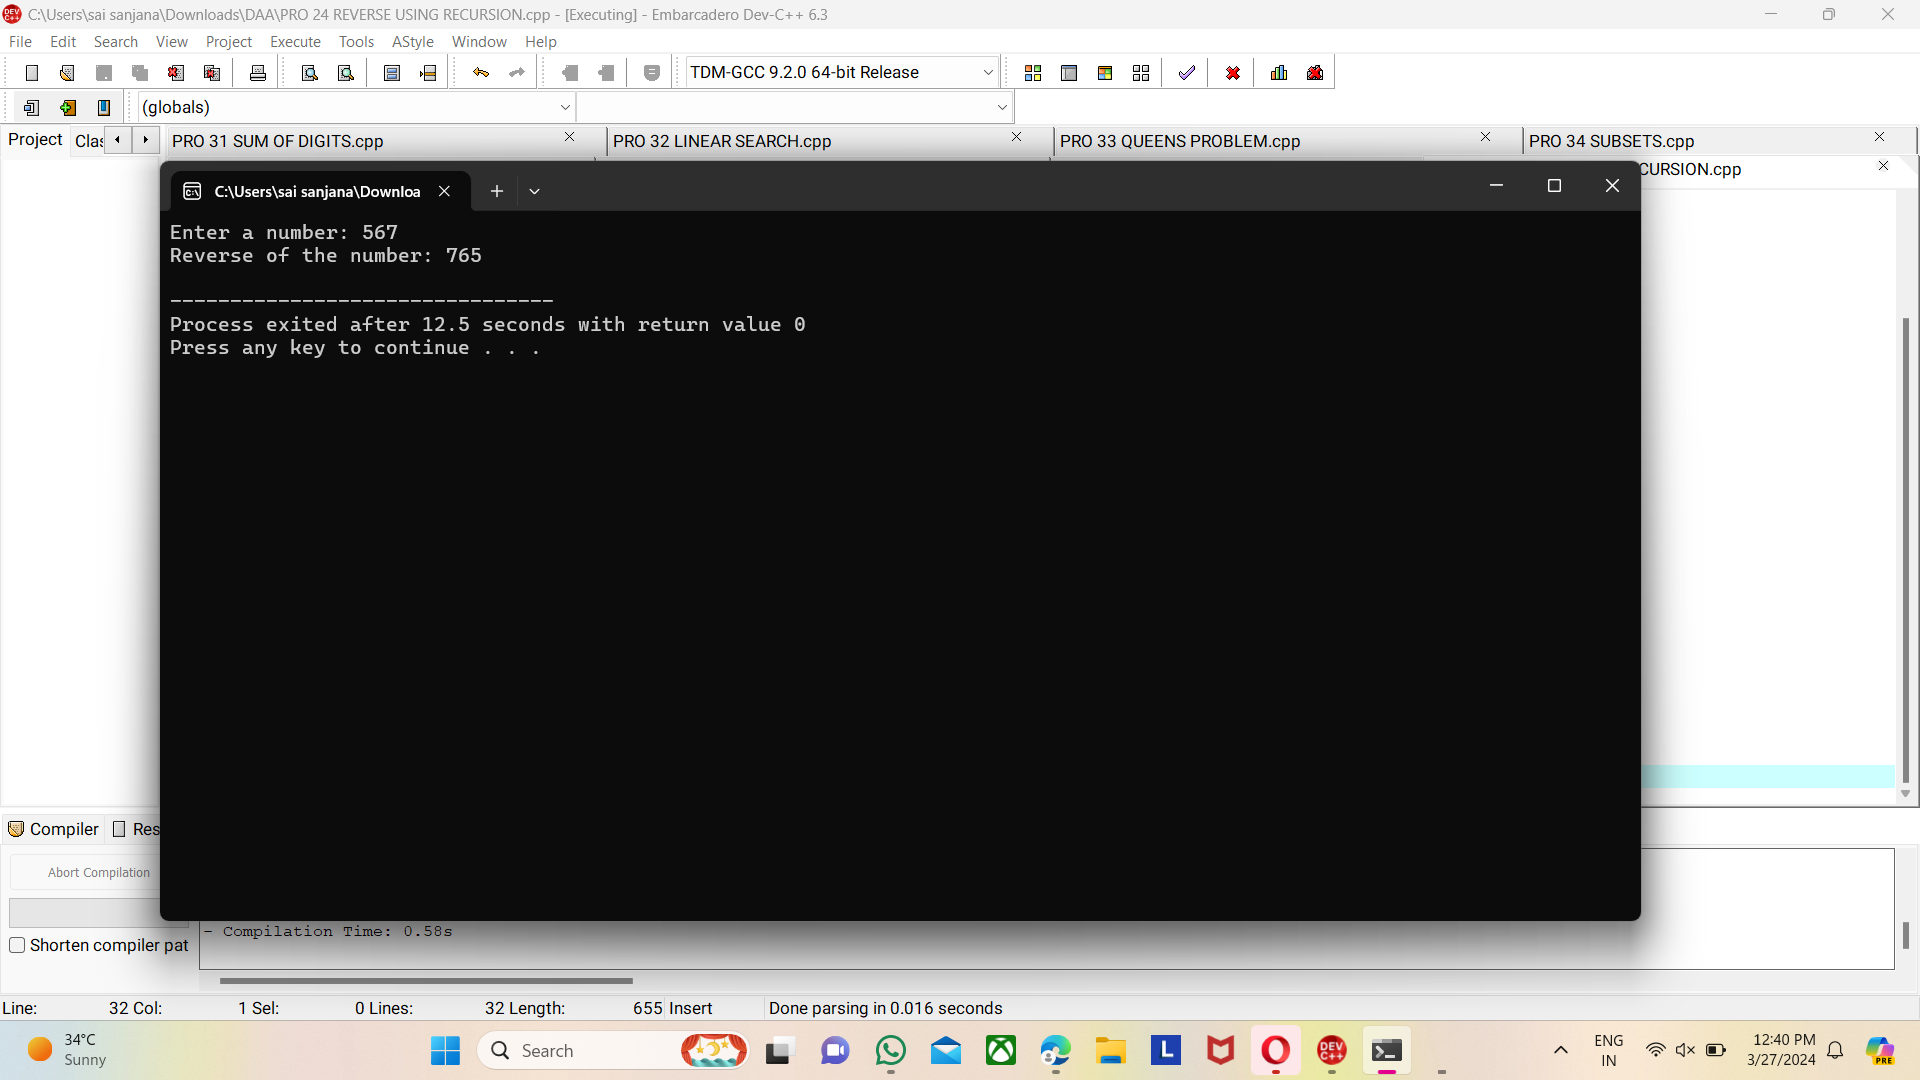 C:\Users\sai sanjana\Downloads\DAA\PRO 24 REVERSE USING RECURSION.cpp - [Executing] - Embarcadero Dev-C++ 6.3
File Edit Search View Project Execute Tools AStyle Window Help
TDM-GCC 9.2.0 64-bit Release
(globals)
Project Clas PRO 31 SUM OF DIGITS.cpp PRO 32 LINEAR SEARCH.cpp PRO 33 QUEENS PROBLEM.cpp PRO 34 SUBSETS.cpp
CURSION.cpp
C:\Users\sai sanjana\Downloa
Enter a number: 567
Reverse of the number: 765
--------------------------------
Process exited after 12.5 seconds with return value 0
Press any key to continue . . .
Compiler Res
Abort Compilation
- Compilation Time: 0.58s
Shorten compiler pat
Line: 32 Col: 1 Sel: 0 Lines: 32 Length: 655 Insert Done parsing in 0.016 seconds
34°C
Sunny
Search
L
DEV C++
ENG
IN
12:40 PM
3/27/2024
PRE